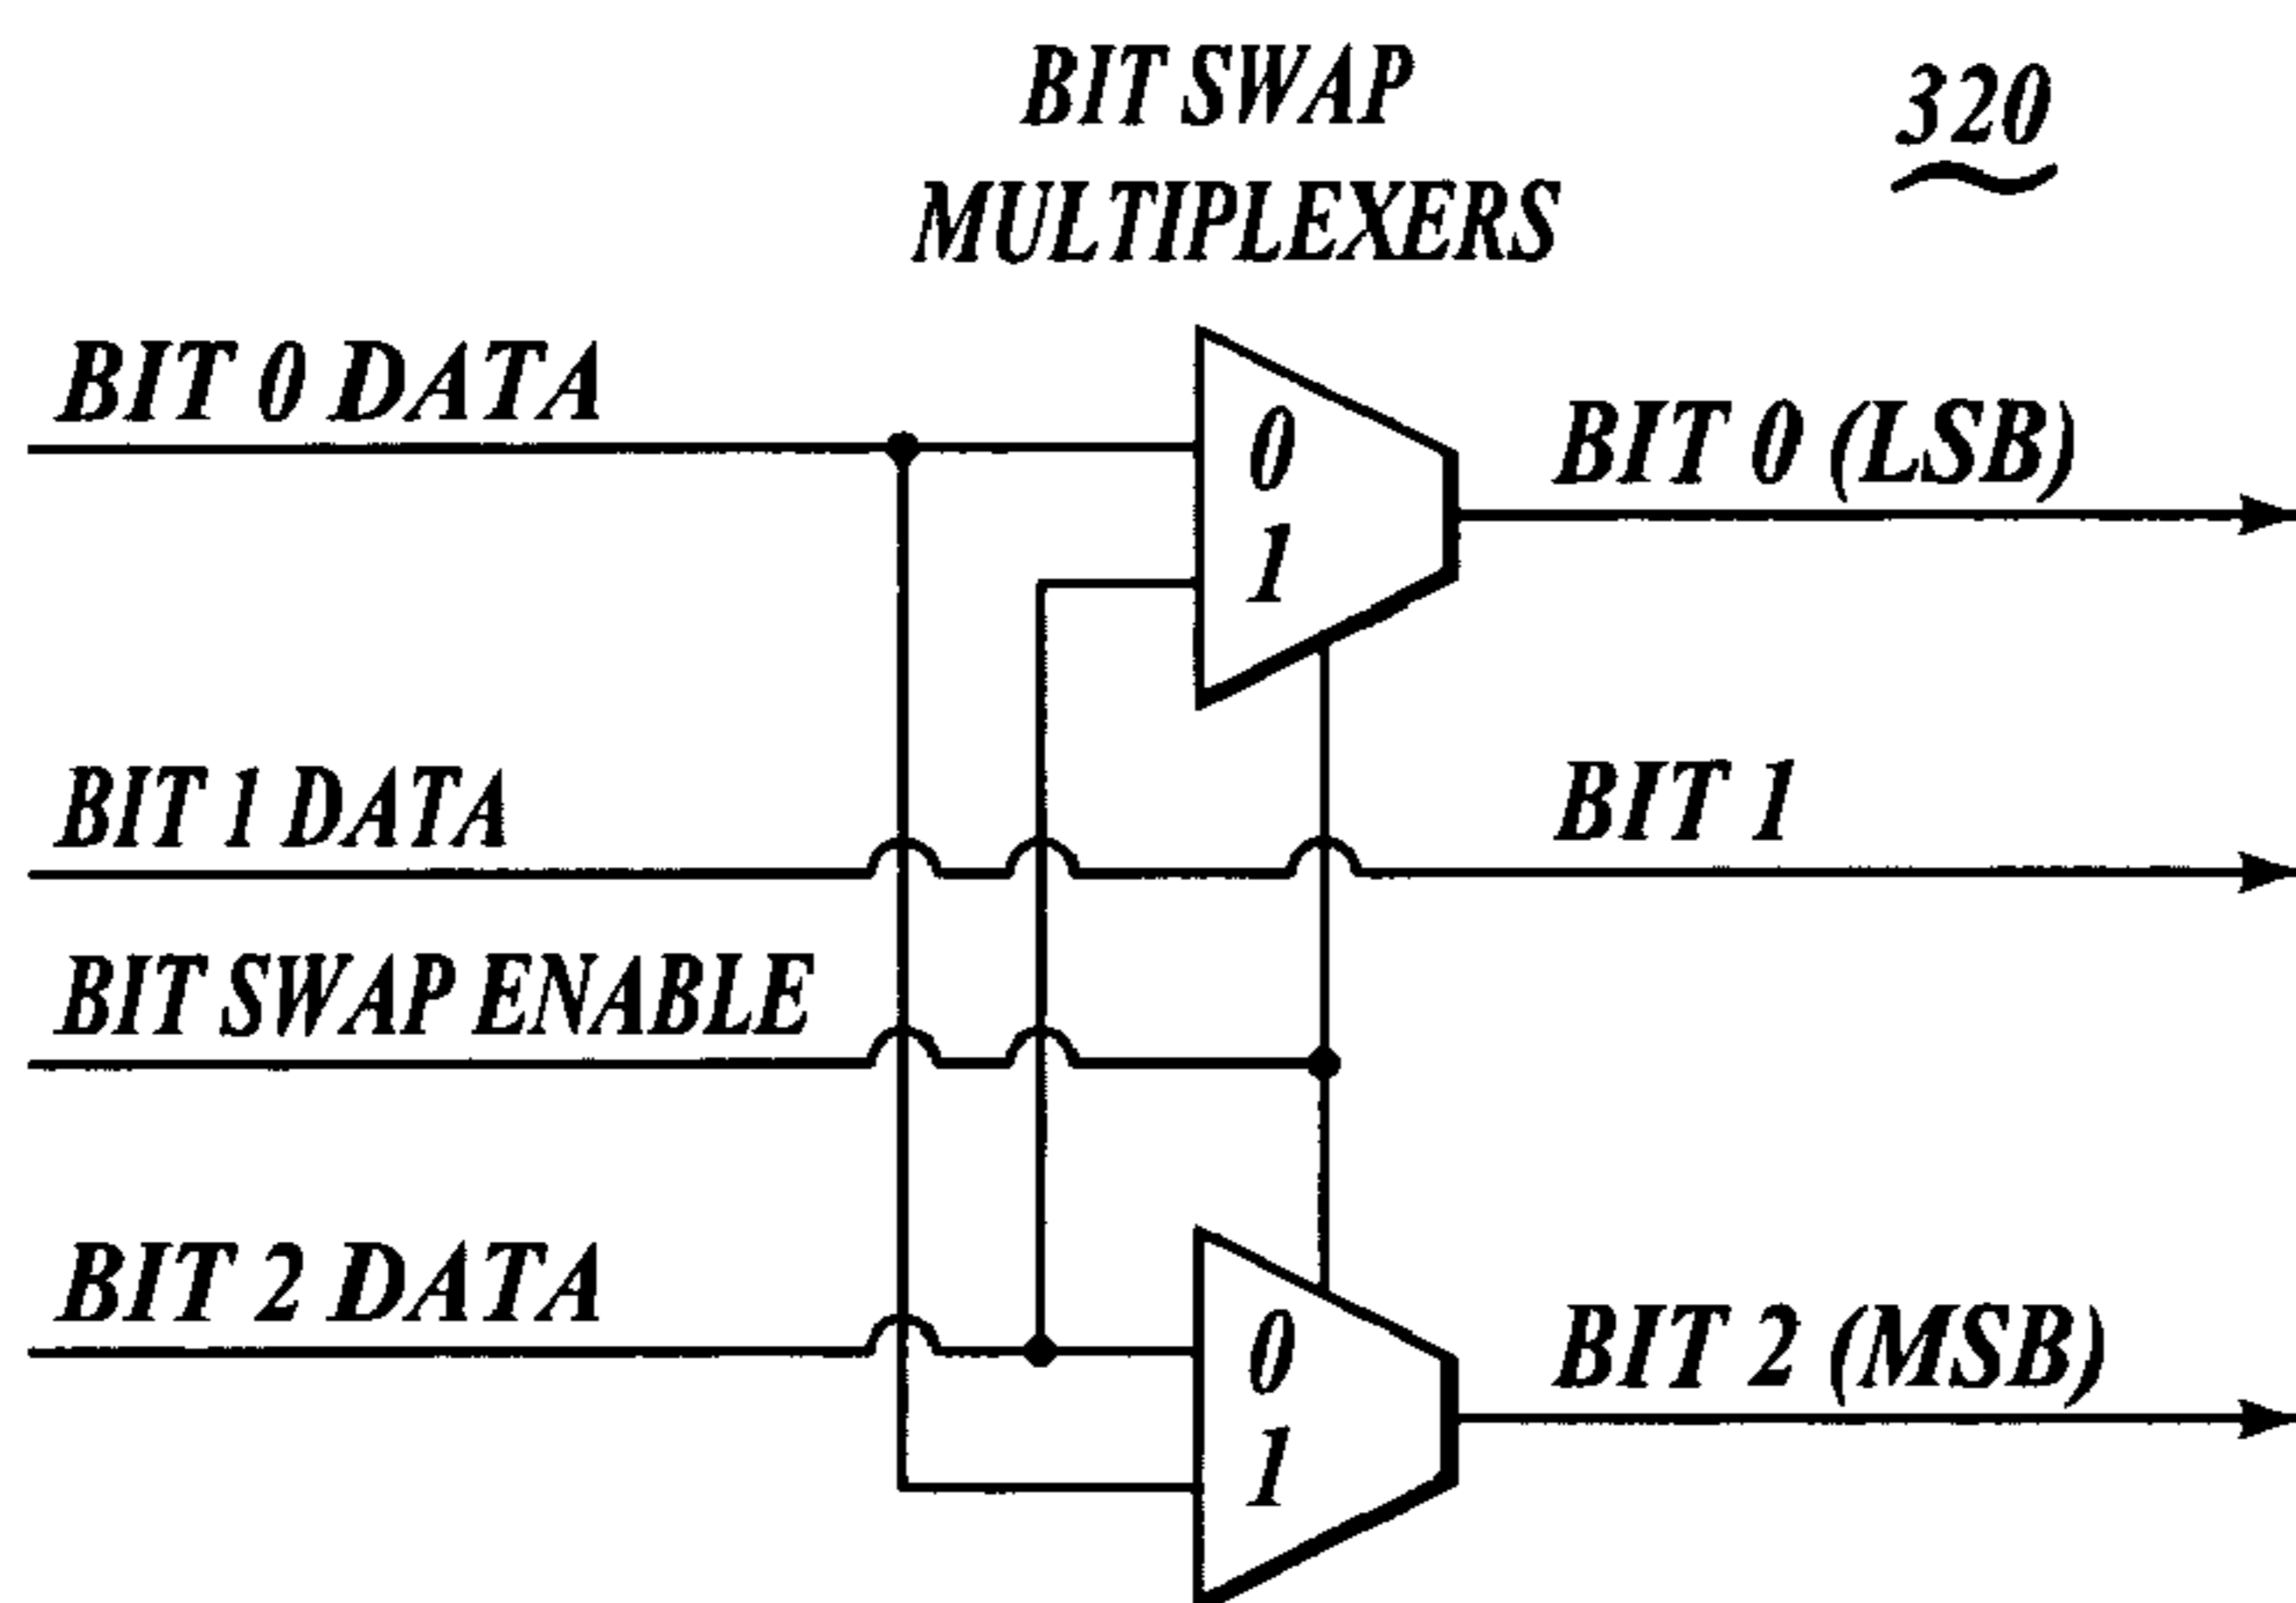 BIT SWAP
MULTIPLEXERS
320
BIT 0 DATA
0
1
BIT 0 (LSB)
BIT 1 DATA
BIT 1
BIT SWAP ENABLE
BIT 2 DATA
0
1
BIT 2 (MSB)